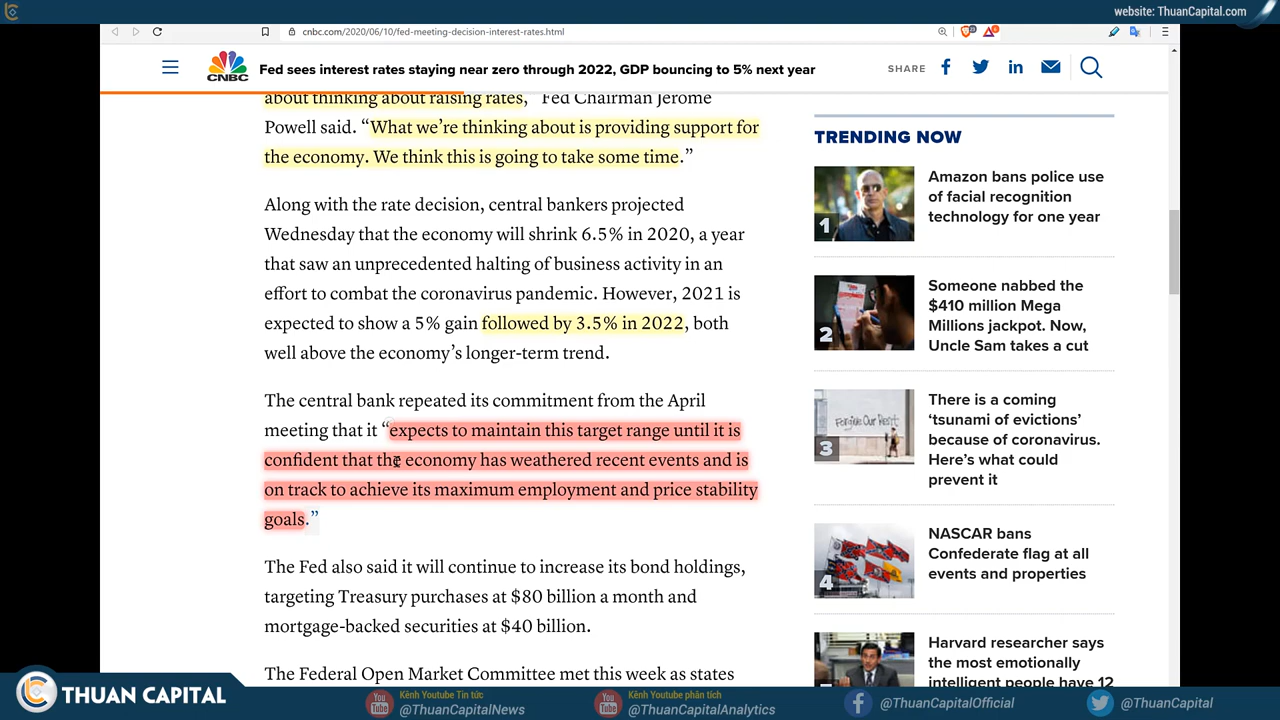 website: ThuanCapital.com
cnbc.com/2020/06/10/fed-meeting-decision-interest-rates.html
CNBC
Fed sees interest rates staying near zero through 2022, GDP bouncing to 5% next year
SHARE
about thinking about raising rates,” Fed Chairman Jerome
Powell said. “What we’re thinking about is providing support for
the economy. We think this is going to take some time.”
Along with the rate decision, central bankers projected
Wednesday that the economy will shrink 6.5% in 2020, a year
that saw an unprecedented halting of business activity in an
effort to combat the coronavirus pandemic. However, 2021 is
expected to show a 5% gain followed by 3.5% in 2022, both
well above the economy’s longer-term trend.
The central bank repeated its commitment from the April
meeting that it “expects to maintain this target range until it is
confident that the economy has weathered recent events and is
on track to achieve its maximum employment and price stability
goals.”
The Fed also said it will continue to increase its bond holdings,
targeting Treasury purchases at $80 billion a month and
mortgage-backed securities at $40 billion.
The Federal Open Market Committee met this week as states
TRENDING NOW
1
Amazon bans police use
of facial recognition
technology for one year
2
Someone nabbed the
$410 million Mega
Millions jackpot. Now,
Uncle Sam takes a cut
3
Forgive Our Rent
There is a coming
‘tsunami of evictions’
because of coronavirus.
Here’s what could
prevent it
4
NASCAR bans
Confederate flag at all
events and properties
Harvard researcher says
the most emotionally
intelligent people have 12
THUAN CAPITAL
You
Tube
Kênh Youtube Tin tức
@ThuanCapitalNews
You
Tube
Kênh Youtube phân tích
@ThuanCapitalAnalytics
@ThuanCapitalOfficial
@ThuanCapital